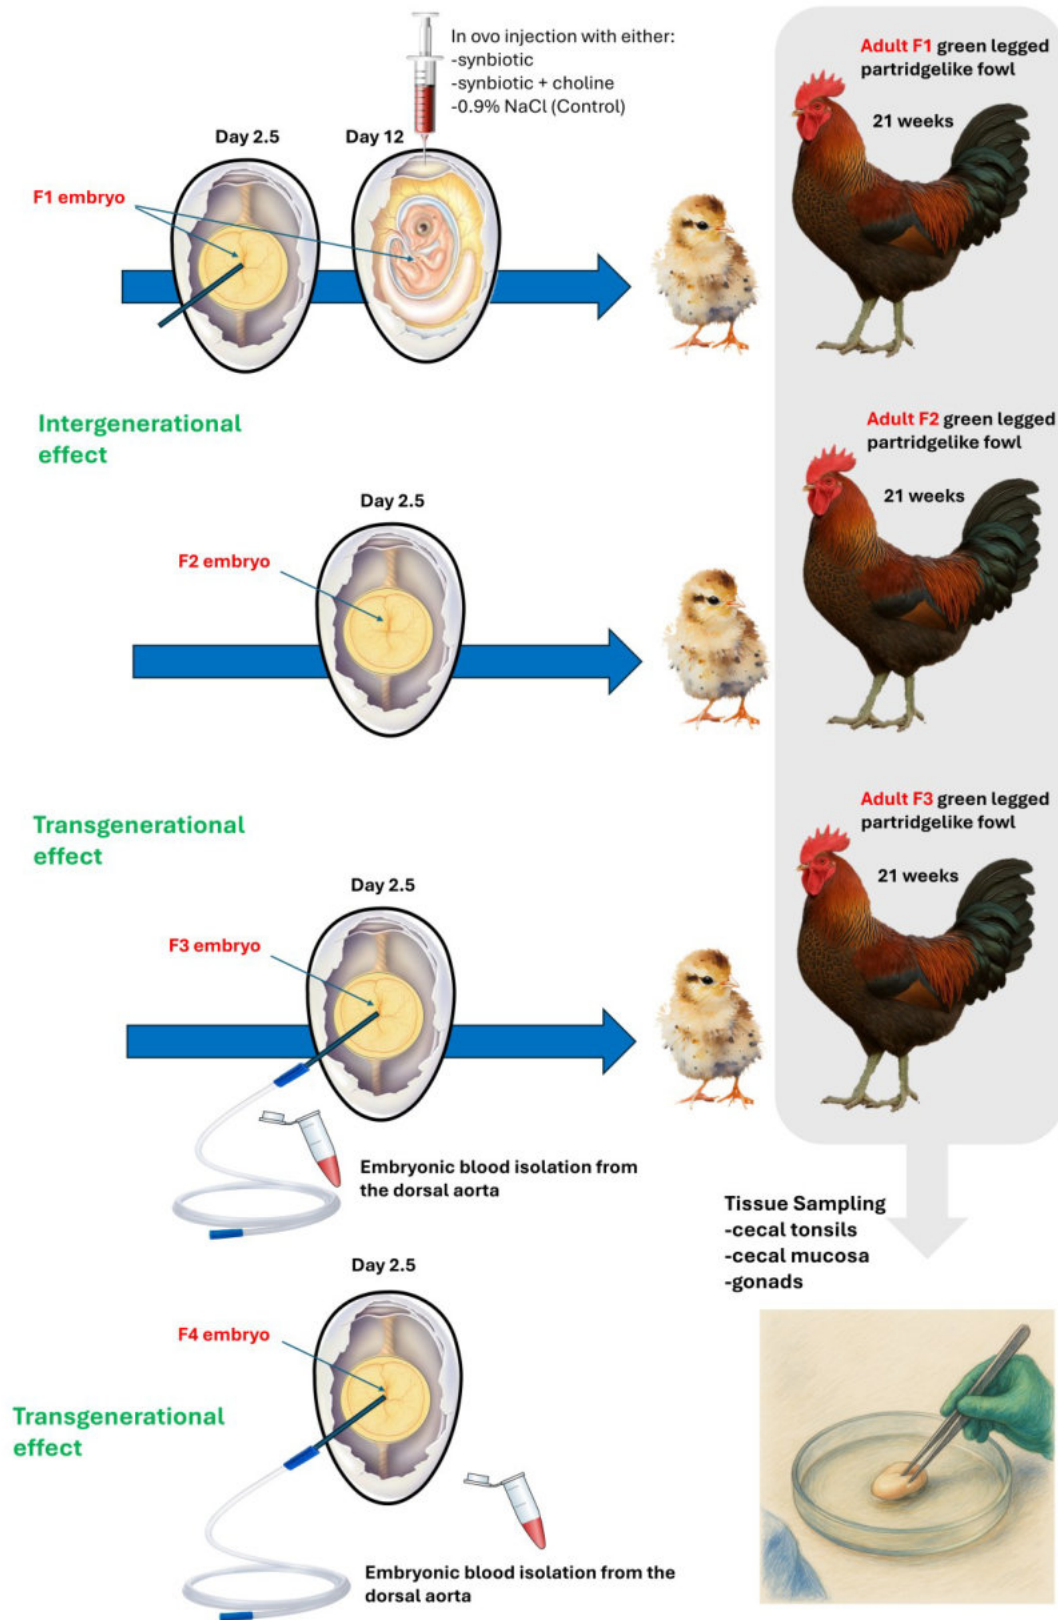 In ovo injection with either:
-synbiotic
-synbiotic + choline
-0.9% NaCl (Control)
Day 2.5
Day 12
F1 embryo
Adult F1 green legged
partridgelike fowl
21 weeks
Intergenerational
effect
Day 2.5
F2 embryo
Adult F2 green legged
partridgelike fowl
21 weeks
Transgenerational
effect
Day 2.5
F3 embryo
Adult F3 green legged
partridgelike fowl
21 weeks
Embryonic blood isolation from
the dorsal aorta
Tissue Sampling
-cecal tonsils
-cecal mucosa
-gonads
Day 2.5
F4 embryo
Transgenerational
effect
Embryonic blood isolation from the
dorsal aorta